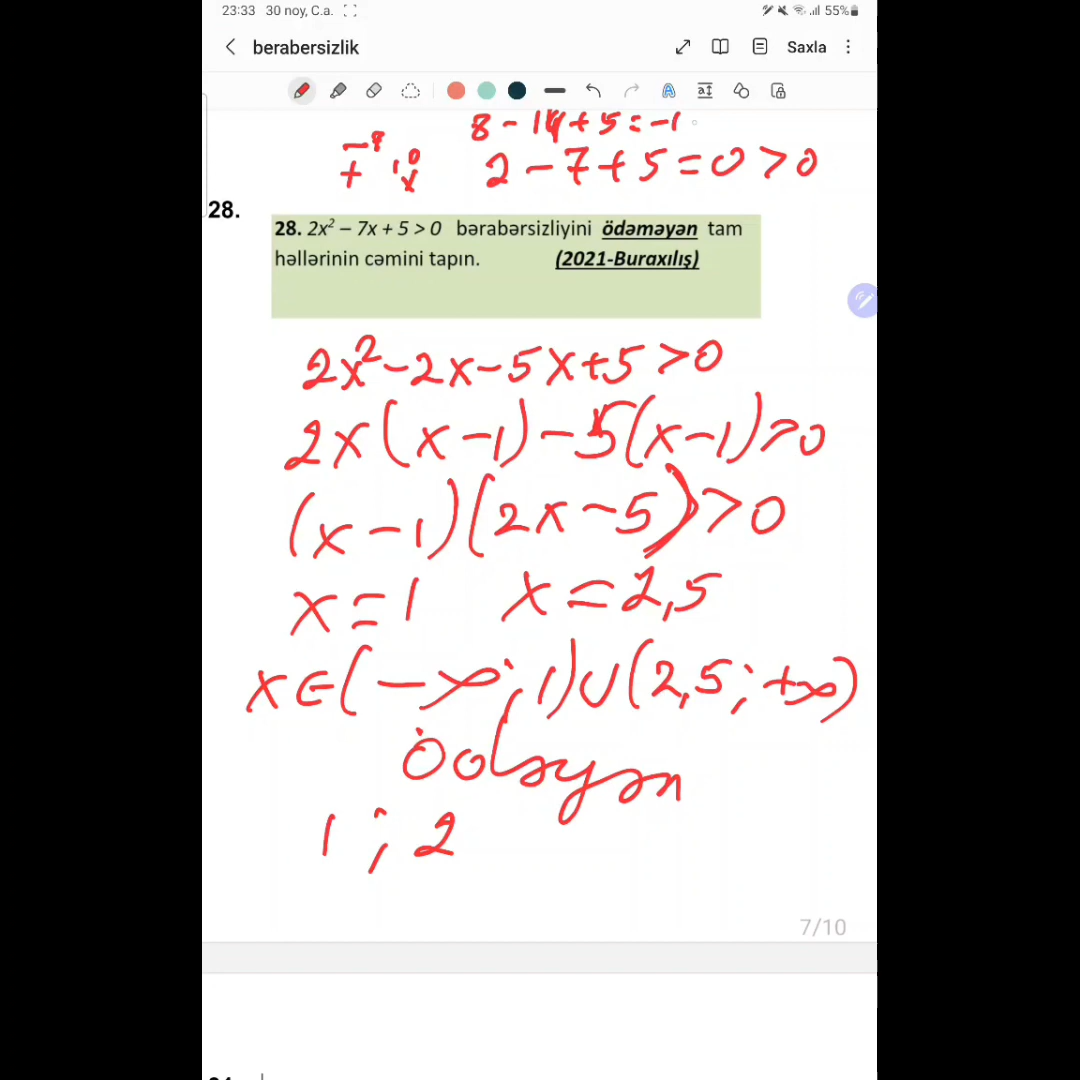 23:33 30 noy, C.a. 55%
berabersizlik Saxla
8 - 14 + 5 = -1
2 - 7 + 5 = 0 > 0
28.
28. 2x² – 7x + 5 > 0 bərabərsizliyini ödəməyən tam
həllərinin cəmini tapın. (2021-Buraxılış)
2x² - 2x - 5x + 5 > 0
2x(x - 1) - 5(x - 1) > 0
(x - 1)(2x - 5) > 0
x = 1 x = 2,5
x ∈ (-∞; 1) ∪ (2,5; +∞)
1 ; 2
7/10